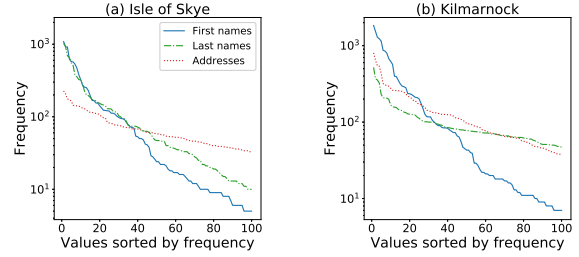 (a) Isle of Skye
First names
Last names
Addresses
10³
10²
10¹
Frequency
0 20 40 60 80 100
Values sorted by frequency
(b) Kilmarnock
10³
10²
10¹
Frequency
0 20 40 60 80 100
Values sorted by frequency